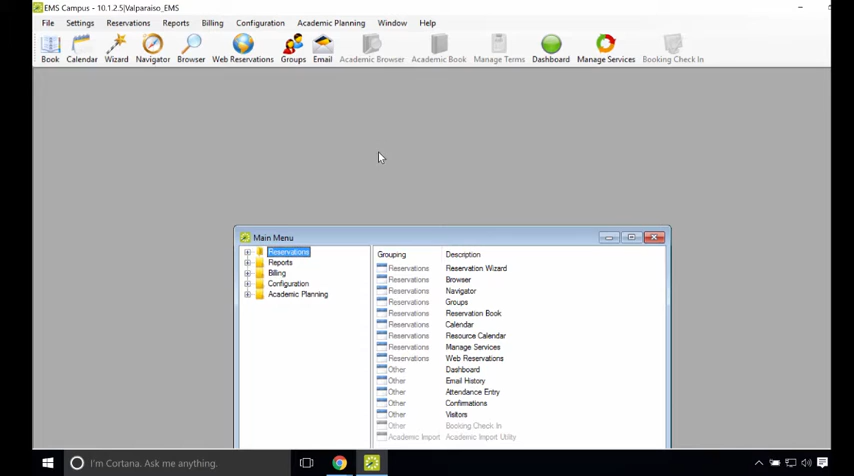 EMS Campus - 10.1.2.5|Valparaiso_EMS
File Settings Reservations Reports Billing Configuration Academic Planning Window Help
Book Calendar Wizard Navigator Browser Web Reservations Groups Email Academic Browser Academic Book Manage Terms Dashboard Manage Services Booking Check In
Main Menu
Reservations
Reports
Billing
Configuration
Academic Planning
Grouping Description
Reservations Reservation Wizard
Reservations Browser
Reservations Navigator
Reservations Groups
Reservations Reservation Book
Reservations Calendar
Reservations Resource Calendar
Reservations Manage Services
Reservations Web Reservations
Other Dashboard
Other Email History
Other Attendance Entry
Other Confirmations
Other Visitors
Other Booking Check In
Academic Import Academic Import Utility
I'm Cortana. Ask me anything.